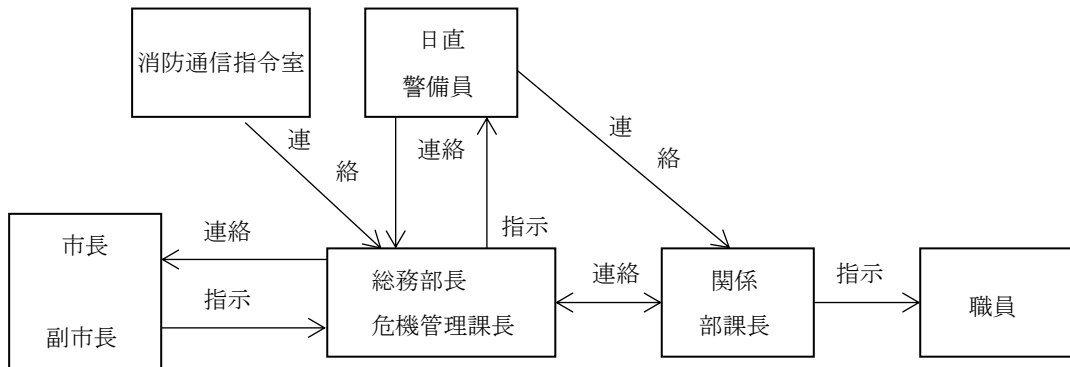 消防通信指令室
日直
警備員
連絡
連絡
連絡
指示
市長
副市長
連絡
指示
総務部長
危機管理課長
連絡
関係
部課長
指示
職員